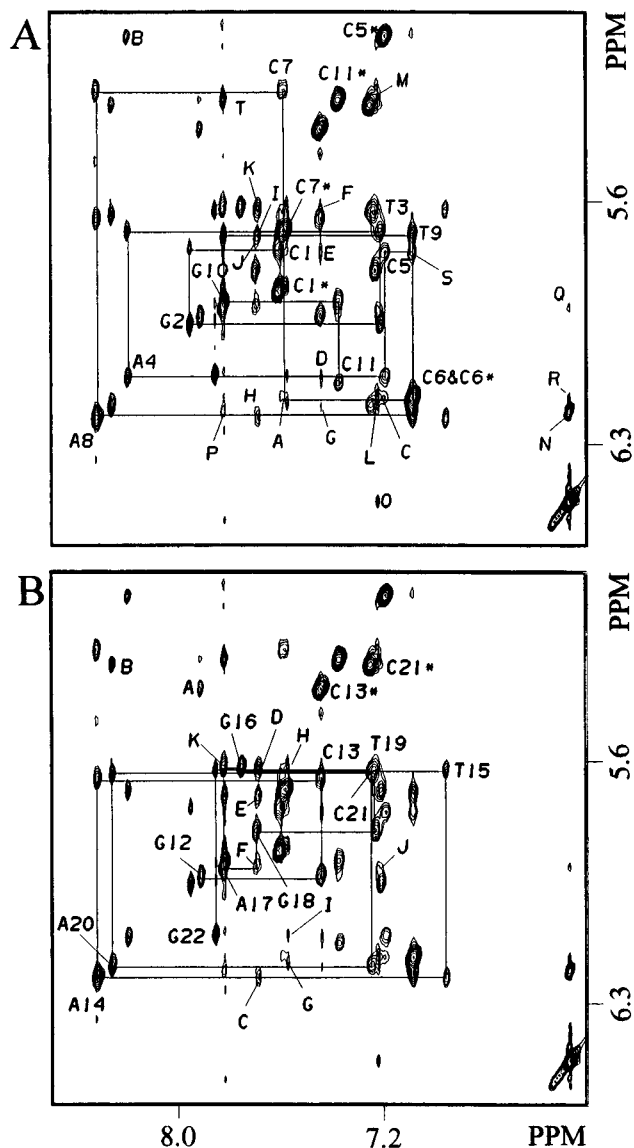 A
B
C5*
PPM
C7
C11*
M
T
K
I
C7*
F
T3
5.6
J
C1
E
T9
G10
C1*
C5
S
G2
Q
A4
D
C11
R
H
C6&C6*
A8
P
A
G
L
C
N
6.3
O
B
PPM
B
A
C21*
C13*
G16
D
K
H
C13
T19
5.6
T15
E
C21
G12
F
J
A17
G18
A20
G22
I
A14
C
G
6.3
8.0
7.2
PPM